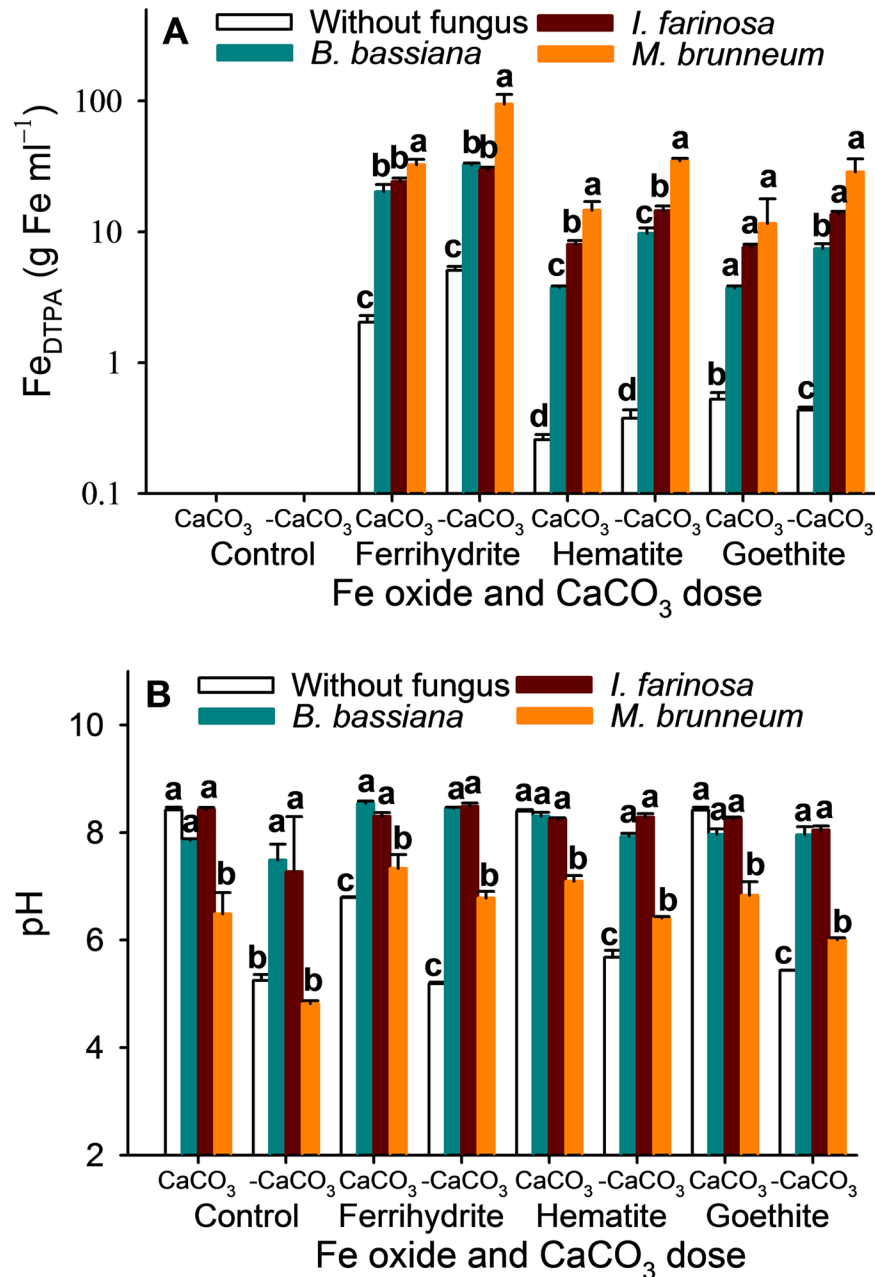 A
Without fungus
I. farinosa
B. bassiana
M. brunneum
Fe_DTPA (g Fe ml⁻¹)
100
10
1
0.1
c b b a c b b a d c b a d c b a b a a a c b a a
CaCO₃ -CaCO₃ CaCO₃ -CaCO₃ CaCO₃ -CaCO₃ CaCO₃ -CaCO₃
Control Ferrihydrite Hematite Goethite
Fe oxide and CaCO₃ dose
B
Without fungus
I. farinosa
B. bassiana
M. brunneum
pH
10
8
6
4
2
a a a b b a a b c a a b c a a b a a a b c a a b a a a b c a a b
CaCO₃ -CaCO₃ CaCO₃ -CaCO₃ CaCO₃ -CaCO₃ CaCO₃ -CaCO₃
Control Ferrihydrite Hematite Goethite
Fe oxide and CaCO₃ dose